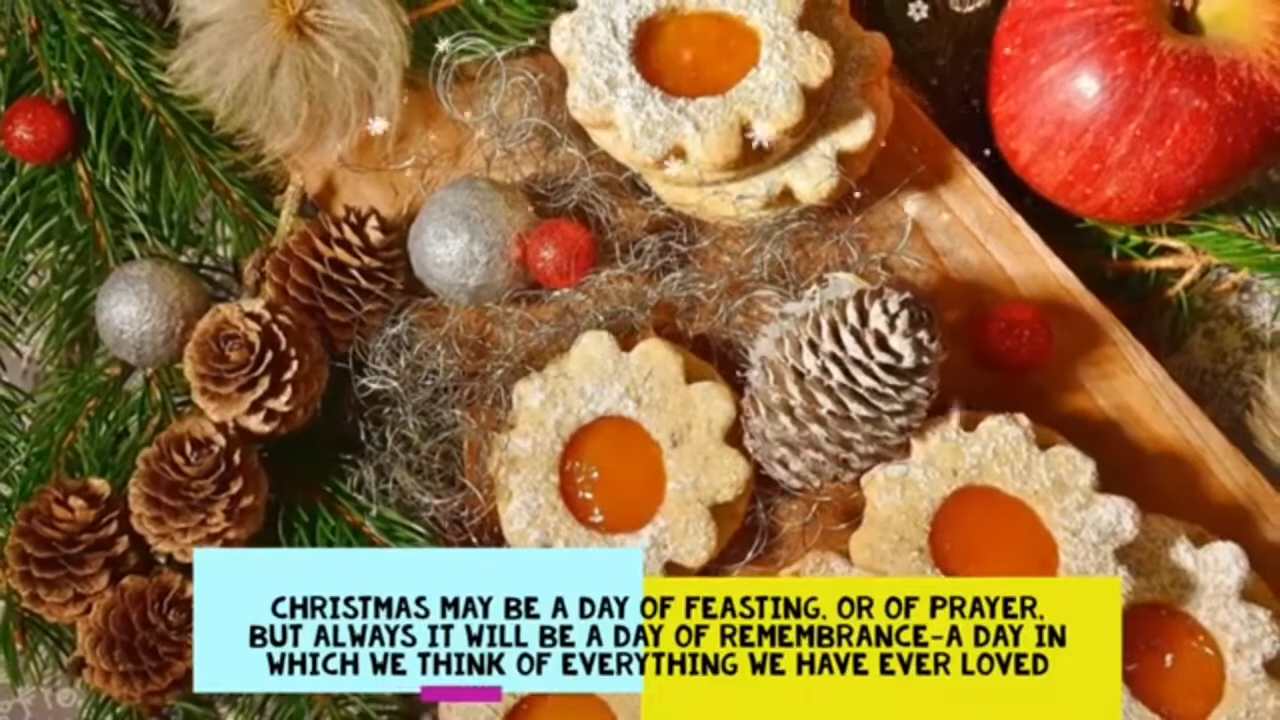 CHRISTMAS MAY BE A DAY OF FEASTING, OR OF PRAYER,
BUT ALWAYS IT WILL BE A DAY OF REMEMBRANCE-A DAY IN
WHICH WE THINK OF EVERYTHING WE HAVE EVER LOVED